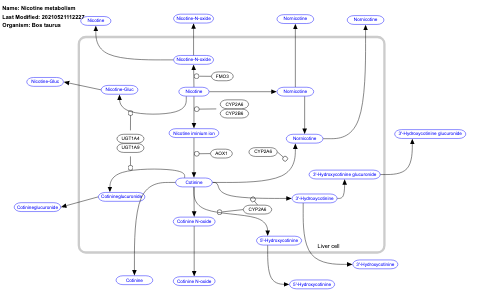 Name: Nicotine metabolism
Last Modified: 20210521122227
Organism: Bos taurus
Nicotine
Nicotine-N-oxide
Nornicotine
Nornicotine
Nicotine-N-oxide
FMO3
Nicotine-Gluc
Nicotine-Gluc
Nicotine
Nornicotine
CYP2A6
CYP2B6
Nicotine iminium ion
UGT1A4
UGT1A9
Nornicotine
3'-Hydroxycotinine glucuronide
AOX1
CYP2A6
3'-Hydroxycotinine glucuronide
Cotinine
Cotinineglucuronide
3'-Hydroxycotinine
Cotinineglucuronide
CYP2A6
Cotinine N-oxide
5'-Hydroxycotinine
Liver cell
3'-Hydroxycotinine
Cotinine
Cotinine N-oxide
5'-Hydroxycotinine